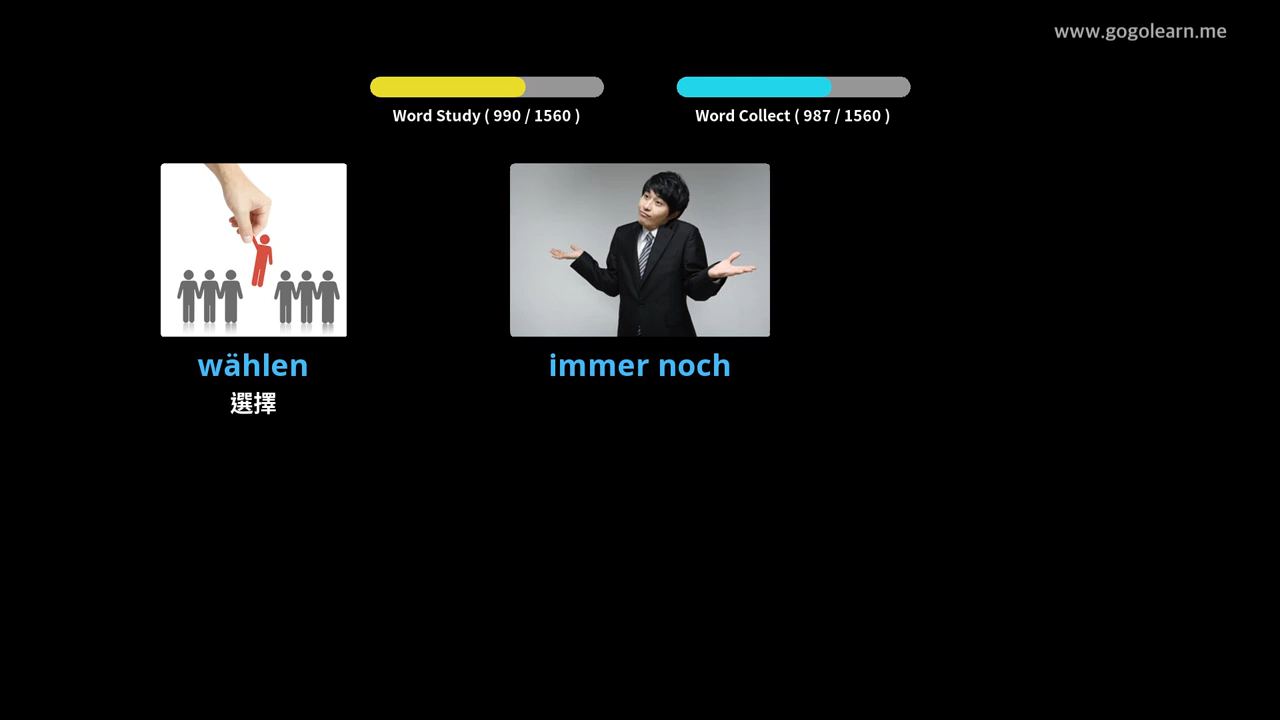 www.gogolearn.me
Word Study ( 990 / 1560 )
Word Collect ( 987 / 1560 )
wählen
選擇
immer noch